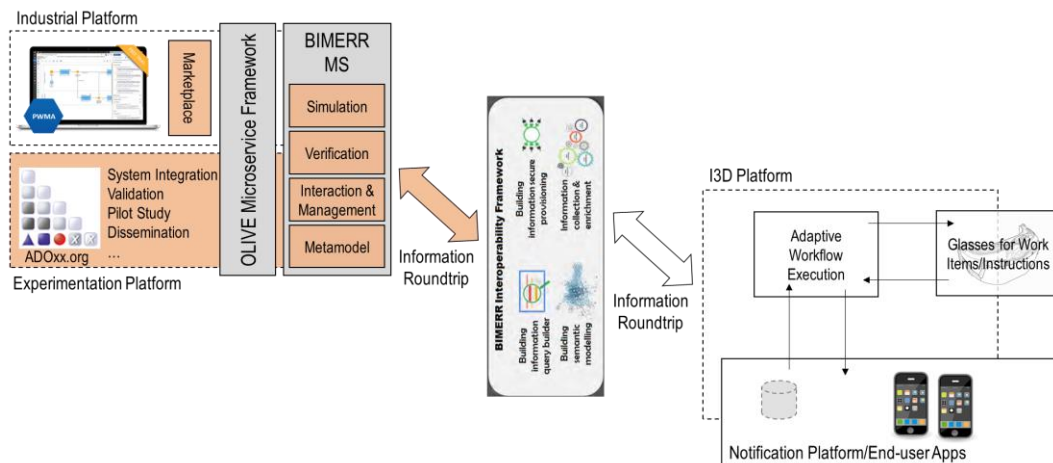 Industrial Platform
PWMA
Marketplace
OLIVE Microservice Framework
BIMERR
MS
Simulation
Verification
Interaction &
Management
Metamodel
System Integration
Validation
Pilot Study
Dissemination
...
ADOxx.org
Experimentation Platform
Information
Roundtrip
BIMERR Interoperability Framework
Building
information secure
provisioning
Information
collection &
enrichment
Building
information
query builder
Building
semantic
modelling
Information
Roundtrip
I3D Platform
Adaptive
Workflow
Execution
Glasses for Work
Items/Instructions
Notification Platform/End-user Apps